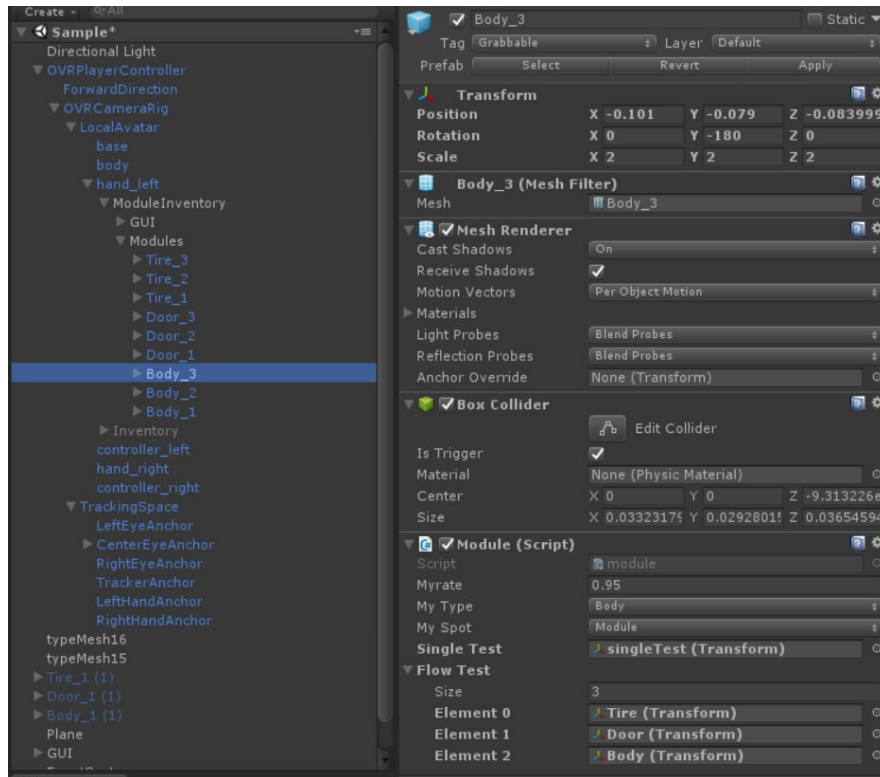 Create All
Sample*
Directional Light
OVRPlayerController
ForwardDirection
OVRCameraRig
LocalAvatar
base
body
hand_left
ModuleInventory
GUI
Modules
Tire_3
Tire_2
Tire_1
Door_3
Door_2
Door_1
Body_3
Body_2
Body_1
Inventory
controller_left
hand_right
controller_right
TrackingSpace
LeftEyeAnchor
CenterEyeAnchor
RightEyeAnchor
TrackerAnchor
LeftHandAnchor
RightHandAnchor
typeMesh16
typeMesh15
Tire_1 (1)
Door_1 (1)
Body_1 (1)
Plane
GUI
Body_3 Static
Tag Grabbable Layer Default
Prefab Select Revert Apply
Transform
Position X -0.101 Y -0.079 Z -0.083999
Rotation X 0 Y -180 Z 0
Scale X 2 Y 2 Z 2
Body_3 (Mesh Filter)
Mesh Body_3
Mesh Renderer
Cast Shadows On
Receive Shadows
Motion Vectors Per Object Motion
Materials
Light Probes Blend Probes
Reflection Probes Blend Probes
Anchor Override None (Transform)
Box Collider
Edit Collider
Is Trigger
Material None (Physic Material)
Center X 0 Y 0 Z -9.313226e
Size X 0.03323179 Y 0.02928015 Z 0.03654594
Module (Script)
Script module
Myrate 0.95
My Type Body
My Spot Module
Single Test singleTest (Transform)
Flow Test
Size 3
Element 0 Tire (Transform)
Element 1 Door (Transform)
Element 2 Body (Transform)